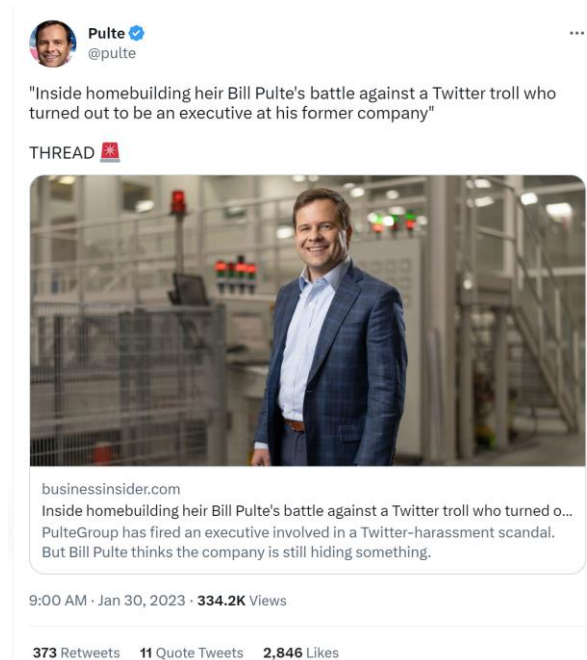 Pulte
@pulte
"Inside homebuilding heir Bill Pulte's battle against a Twitter troll who
turned out to be an executive at his former company"
THREAD 🚨
businessinsider.com
Inside homebuilding heir Bill Pulte's battle against a Twitter troll who turned o...
PulteGroup has fired an executive involved in a Twitter-harassment scandal.
But Bill Pulte thinks the company is still hiding something.
9:00 AM · Jan 30, 2023 · 334.2K Views
373 Retweets 11 Quote Tweets 2,846 Likes